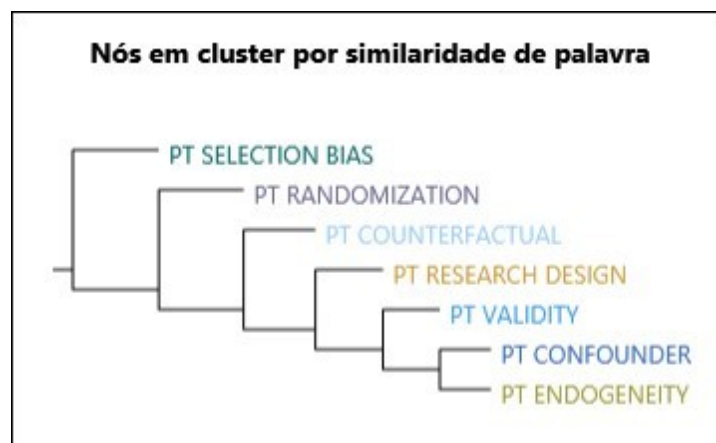 Nós em cluster por similaridade de palavra
PT SELECTION BIAS
PT RANDOMIZATION
PT COUNTERFACTUAL
PT RESEARCH DESIGN
PT VALIDITY
PT CONFOUNDER
PT ENDOGENEITY